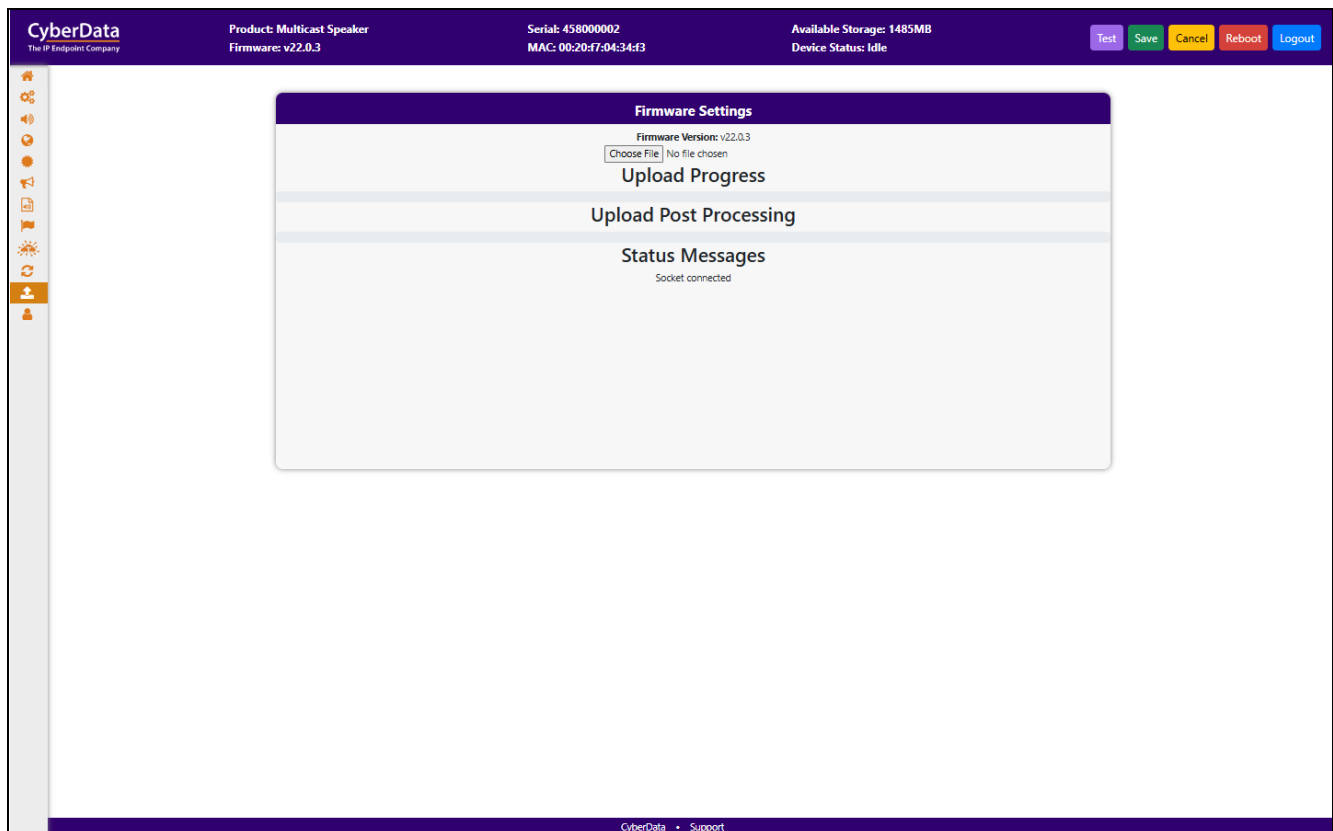 CyberData
The IP Endpoint Company
Product: Multicast Speaker
Firmware: v22.0.3
Serial: 458000002
MAC: 00:20:f7:04:34:f3
Available Storage: 1485MB
Device Status: Idle
Test
Save
Cancel
Reboot
Logout
Firmware Settings
Firmware Version: v22.0.3
Choose File No file chosen
Upload Progress
Upload Post Processing
Status Messages
Socket connected
CyberData • Support